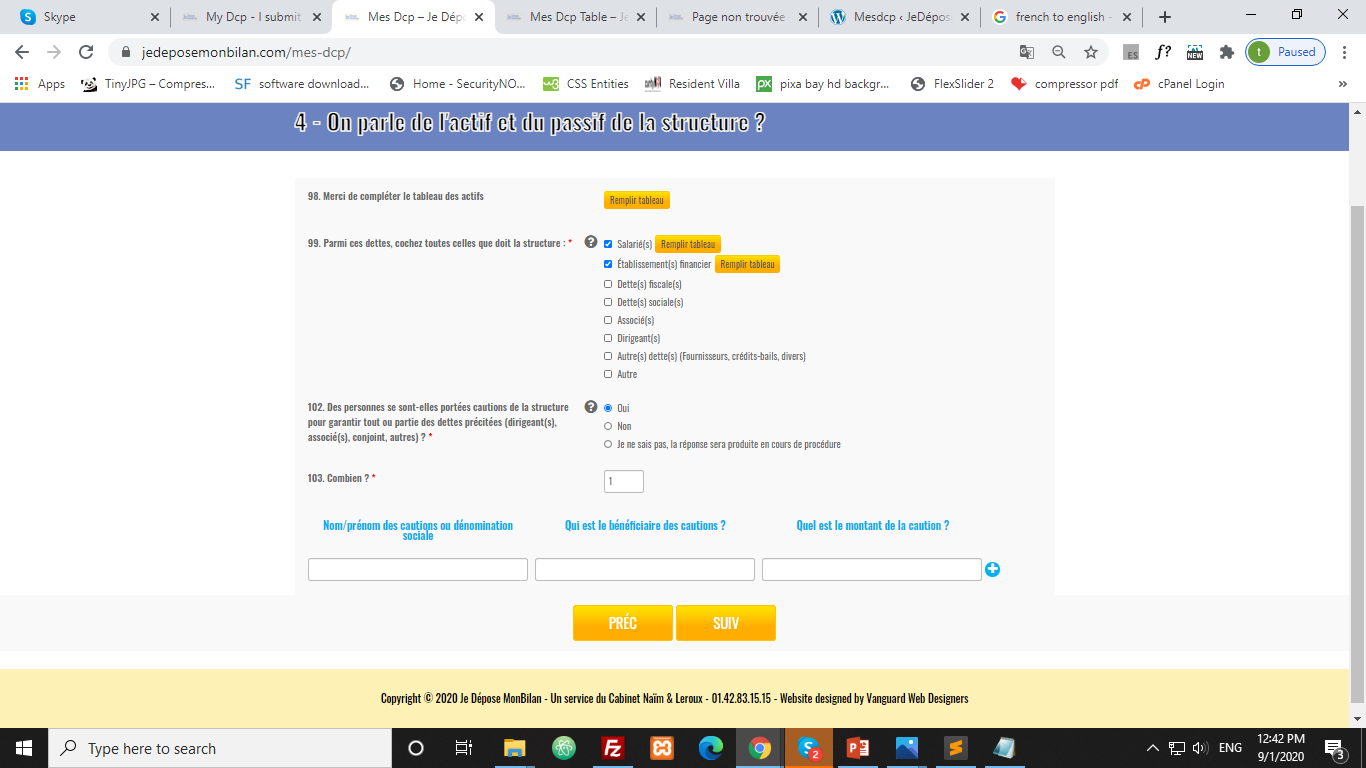 Skype
My Dcp - I submit
Mes Dcp – Je Dépo
Mes Dcp Table – Je
Page non trouvée
Mesdcp ‹ JeDépos
french to english -
jedeposemonbilan.com/mes-dcp/
ES
f?
NEW
t
Paused
Apps
TinyJPG – Compres...
SF software download...
Home - SecurityNO...
w3 CSS Entities
Resident Villa
px pixa bay hd backgr...
FlexSlider 2
compressor pdf
cP cPanel Login
»
4 - On parle de l'actif et du passif de la structure ?
98. Merci de compléter le tableau des actifs
Remplir tableau
99. Parmi ces dettes, cochez toutes celles que doit la structure : *
?
Salarié(s) Remplir tableau
Établissement(s) financier Remplir tableau
Dette(s) fiscale(s)
Dette(s) sociale(s)
Associé(s)
Dirigeant(s)
Autre(s) dette(s) (Fournisseurs, crédits-bails, divers)
Autre
102. Des personnes se sont-elles portées cautions de la structure
pour garantir tout ou partie des dettes précitées (dirigeant(s),
associé(s), conjoint, autres) ? *
?
Oui
Non
Je ne sais pas, la réponse sera produite en cours de procédure
103. Combien ? *
1
Nom/prénom des cautions ou dénomination
sociale
Qui est le bénéficiaire des cautions ?
Quel est le montant de la caution ?
PRÉC
SUIV
Copyright © 2020 Je Dépose MonBilan - Un service du Cabinet Naïm & Leroux - 01.42.83.15.15 - Website designed by Vanguard Web Designers
Type here to search
2
ENG
12:42 PM
9/1/2020
3